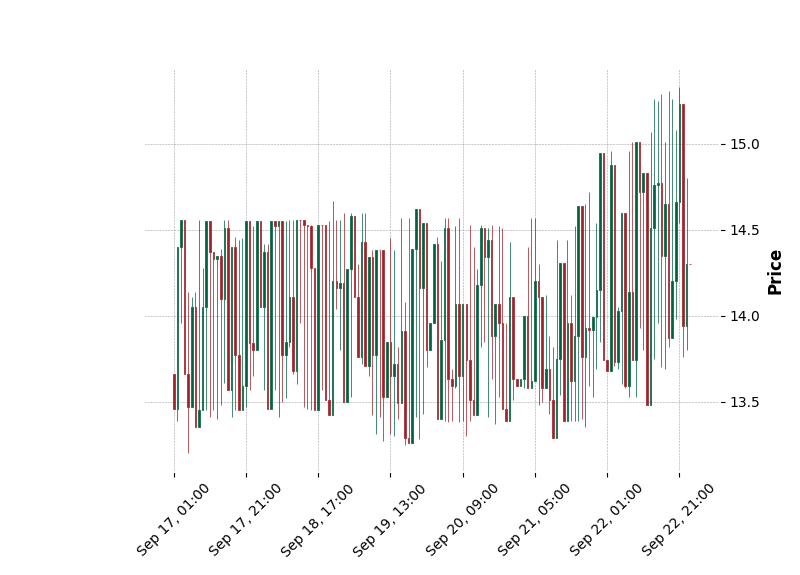 15.0
14.5
14.0
13.5
Price
Sep 17, 01:00
Sep 17, 21:00
Sep 18, 17:00
Sep 19, 13:00
Sep 20, 09:00
Sep 21, 05:00
Sep 22, 01:00
Sep 22, 21:00